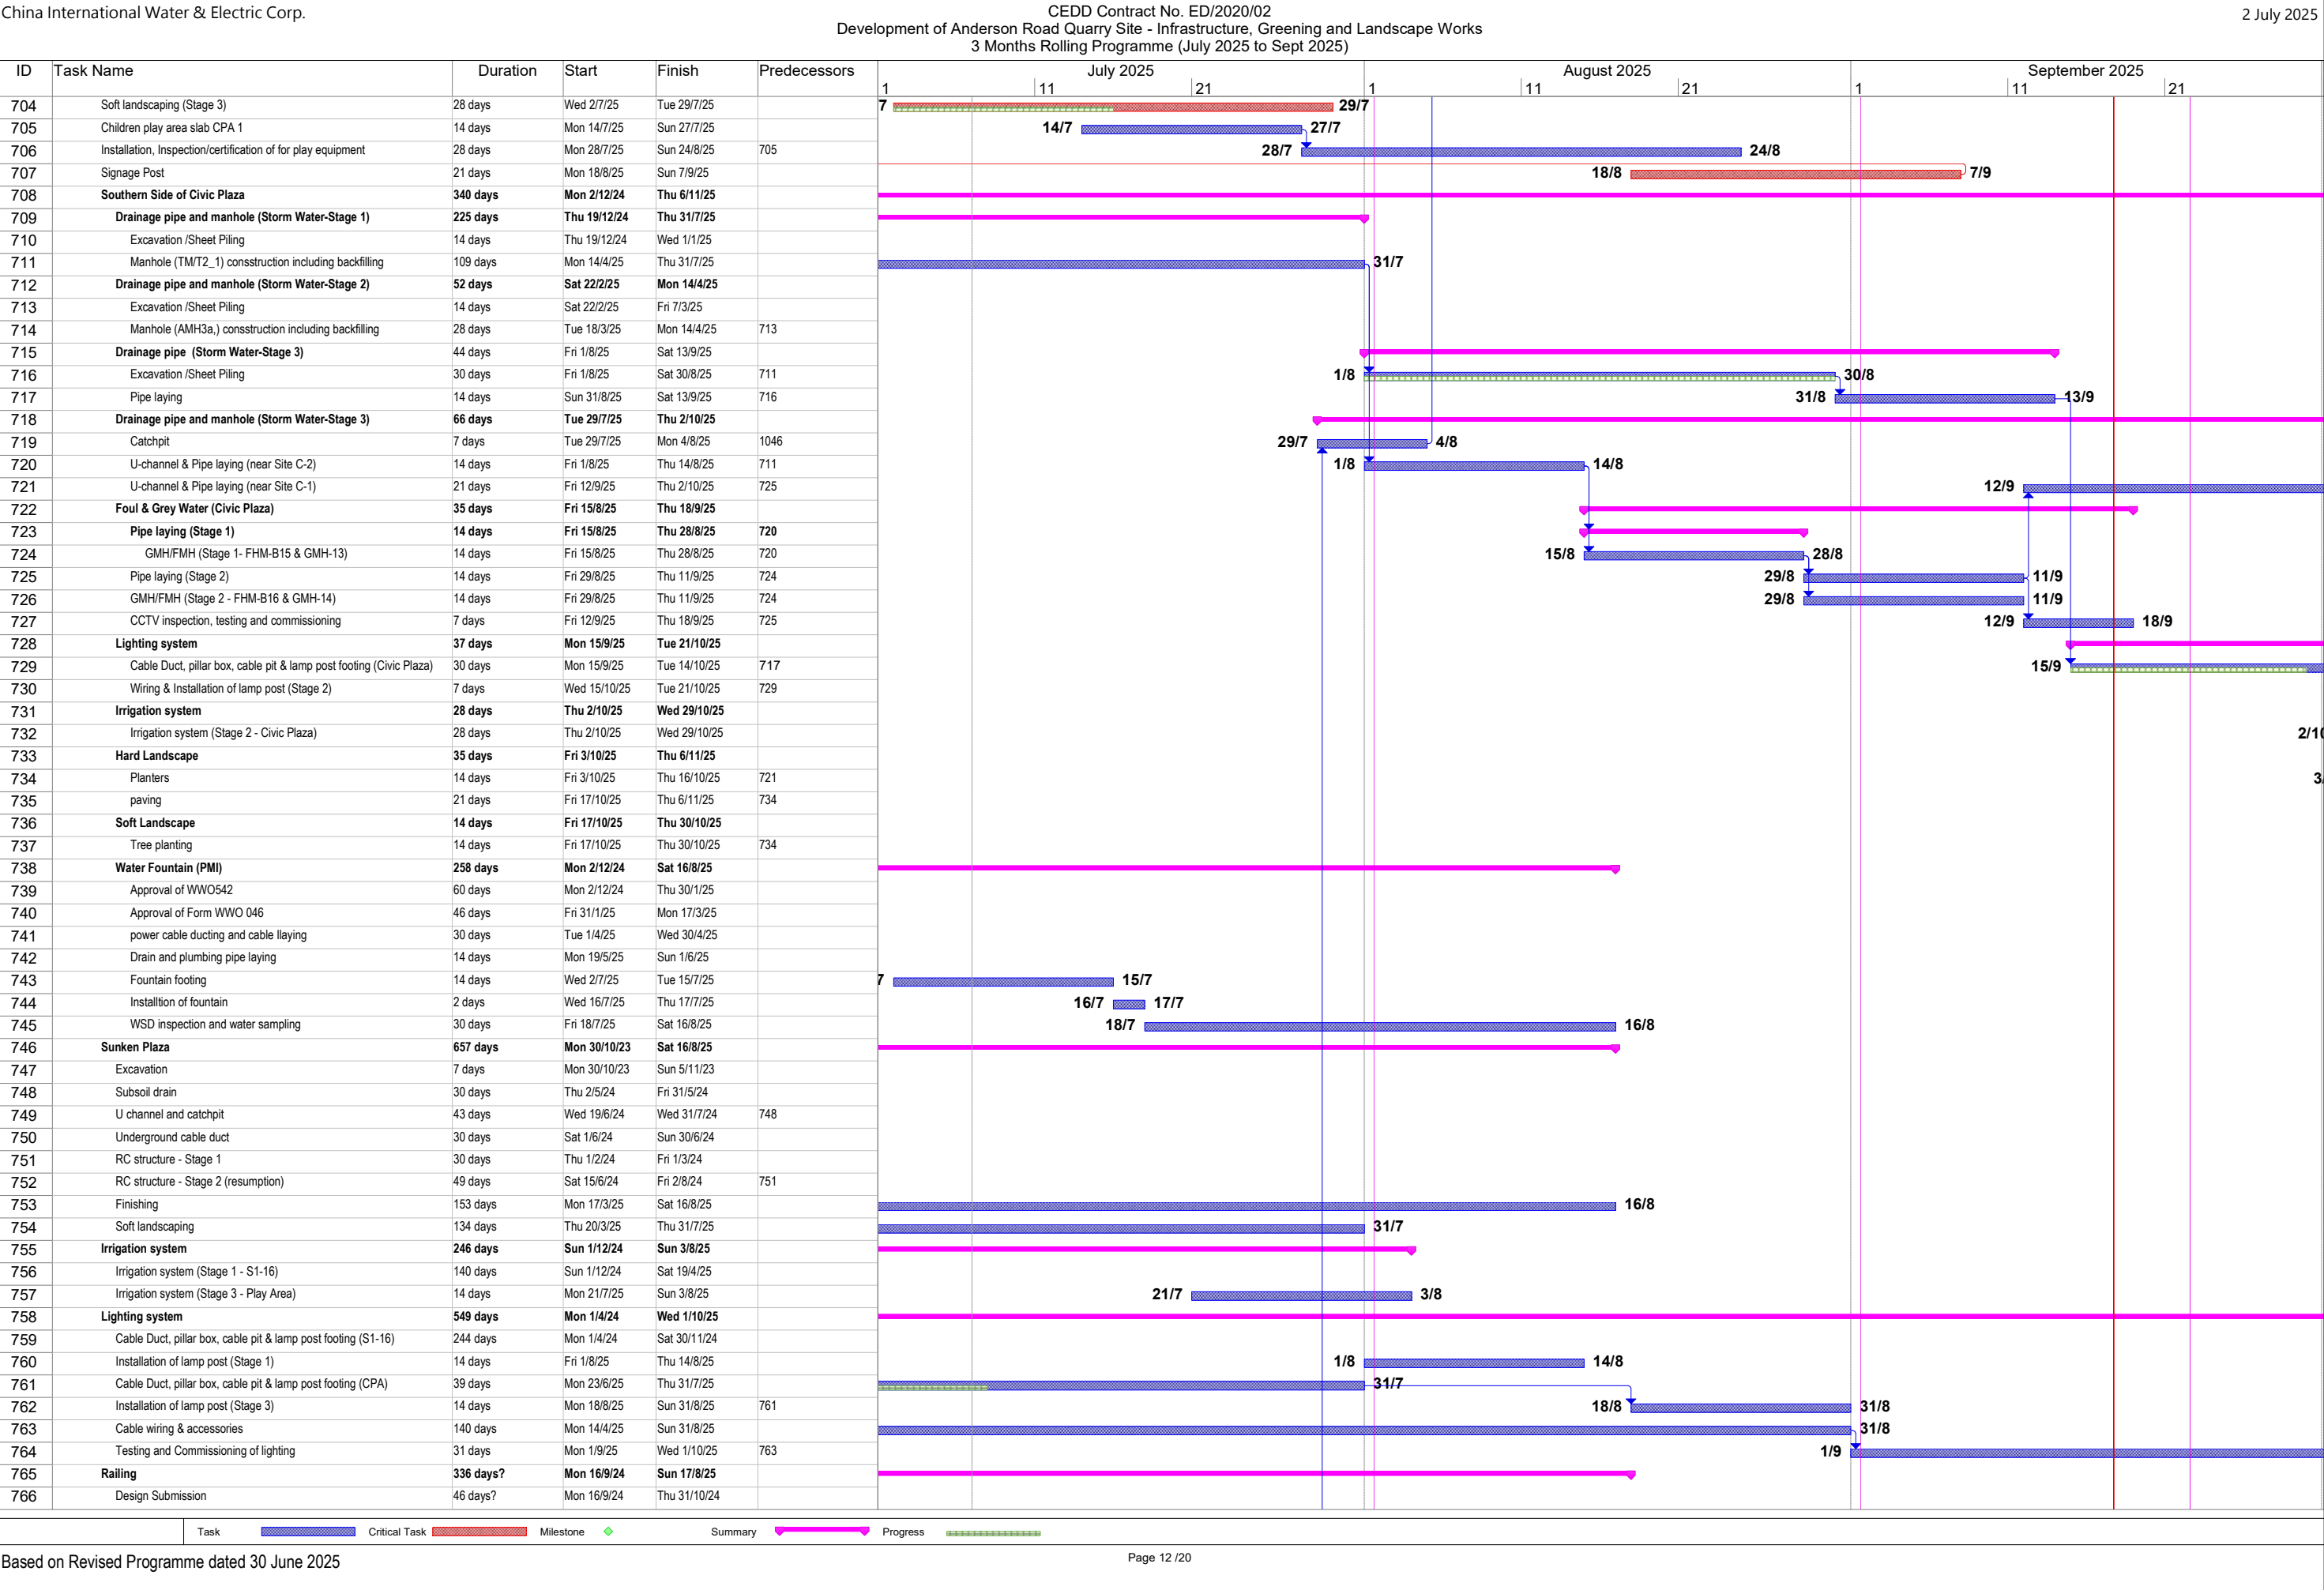 China International Water & Electric Corp.
CEDD Contract No. ED/2020/02
2 July 2025
Development of Anderson Road Quarry Site - Infrastructure, Greening and Landscape Works
3 Months Rolling Programme (July 2025 to Sept 2025)
ID Task Name Duration Start Finish Predecessors July 2025 August 2025 September 2025
1 11 21 1 11 21 1 11 21
704 Soft landscaping (Stage 3) 28 days Wed 2/7/25 Tue 29/7/25 7 29/7
705 Children play area slab CPA 1 14 days Mon 14/7/25 Sun 27/7/25 14/7 27/7
706 Installation, Inspection/certification of for play equipment 28 days Mon 28/7/25 Sun 24/8/25 705 28/7 24/8
707 Signage Post 21 days Mon 18/8/25 Sun 7/9/25 18/8 7/9
708 Southern Side of Civic Plaza 340 days Mon 2/12/24 Thu 6/11/25
709 Drainage pipe and manhole (Storm Water-Stage 1) 225 days Thu 19/12/24 Thu 31/7/25
710 Excavation /Sheet Piling 14 days Thu 19/12/24 Wed 1/1/25
711 Manhole (TM/T2_1) consstruction including backfilling 109 days Mon 14/4/25 Thu 31/7/25 31/7
712 Drainage pipe and manhole (Storm Water-Stage 2) 52 days Sat 22/2/25 Mon 14/4/25
713 Excavation /Sheet Piling 14 days Sat 22/2/25 Fri 7/3/25
714 Manhole (AMH3a,) consstruction including backfilling 28 days Tue 18/3/25 Mon 14/4/25 713
715 Drainage pipe (Storm Water-Stage 3) 44 days Fri 1/8/25 Sat 13/9/25
716 Excavation /Sheet Piling 30 days Fri 1/8/25 Sat 30/8/25 711 1/8 30/8
717 Pipe laying 14 days Sun 31/8/25 Sat 13/9/25 716 31/8 13/9
718 Drainage pipe and manhole (Storm Water-Stage 3) 66 days Tue 29/7/25 Thu 2/10/25
719 Catchpit 7 days Tue 29/7/25 Mon 4/8/25 1046 29/7 4/8
720 U-channel & Pipe laying (near Site C-2) 14 days Fri 1/8/25 Thu 14/8/25 711 1/8 14/8
721 U-channel & Pipe laying (near Site C-1) 21 days Fri 12/9/25 Thu 2/10/25 725 12/9
722 Foul & Grey Water (Civic Plaza) 35 days Fri 15/8/25 Thu 18/9/25
723 Pipe laying (Stage 1) 14 days Fri 15/8/25 Thu 28/8/25 720
724 GMH/FMH (Stage 1- FHM-B15 & GMH-13) 14 days Fri 15/8/25 Thu 28/8/25 720 15/8 28/8
725 Pipe laying (Stage 2) 14 days Fri 29/8/25 Thu 11/9/25 724 29/8 11/9
726 GMH/FMH (Stage 2 - FHM-B16 & GMH-14) 14 days Fri 29/8/25 Thu 11/9/25 724 29/8 11/9
727 CCTV inspection, testing and commissioning 7 days Fri 12/9/25 Thu 18/9/25 725 12/9 18/9
728 Lighting system 37 days Mon 15/9/25 Tue 21/10/25
729 Cable Duct, pillar box, cable pit & lamp post footing (Civic Plaza) 30 days Mon 15/9/25 Tue 14/10/25 717 15/9
730 Wiring & Installation of lamp post (Stage 2) 7 days Wed 15/10/25 Tue 21/10/25 729
731 Irrigation system 28 days Thu 2/10/25 Wed 29/10/25
732 Irrigation system (Stage 2 - Civic Plaza) 28 days Thu 2/10/25 Wed 29/10/25 2/10
733 Hard Landscape 35 days Fri 3/10/25 Thu 6/11/25
734 Planters 14 days Fri 3/10/25 Thu 16/10/25 721 3/
735 paving 21 days Fri 17/10/25 Thu 6/11/25 734
736 Soft Landscape 14 days Fri 17/10/25 Thu 30/10/25
737 Tree planting 14 days Fri 17/10/25 Thu 30/10/25 734
738 Water Fountain (PMI) 258 days Mon 2/12/24 Sat 16/8/25
739 Approval of WWO542 60 days Mon 2/12/24 Thu 30/1/25
740 Approval of Form WWO 046 46 days Fri 31/1/25 Mon 17/3/25
741 power cable ducting and cable llaying 30 days Tue 1/4/25 Wed 30/4/25
742 Drain and plumbing pipe laying 14 days Mon 19/5/25 Sun 1/6/25
743 Fountain footing 14 days Wed 2/7/25 Tue 15/7/25 7 15/7
744 Installtion of fountain 2 days Wed 16/7/25 Thu 17/7/25 16/7 17/7
745 WSD inspection and water sampling 30 days Fri 18/7/25 Sat 16/8/25 18/7 16/8
746 Sunken Plaza 657 days Mon 30/10/23 Sat 16/8/25
747 Excavation 7 days Mon 30/10/23 Sun 5/11/23
748 Subsoil drain 30 days Thu 2/5/24 Fri 31/5/24
749 U channel and catchpit 43 days Wed 19/6/24 Wed 31/7/24 748
750 Underground cable duct 30 days Sat 1/6/24 Sun 30/6/24
751 RC structure - Stage 1 30 days Thu 1/2/24 Fri 1/3/24
752 RC structure - Stage 2 (resumption) 49 days Sat 15/6/24 Fri 2/8/24 751
753 Finishing 153 days Mon 17/3/25 Sat 16/8/25 16/8
754 Soft landscaping 134 days Thu 20/3/25 Thu 31/7/25 31/7
755 Irrigation system 246 days Sun 1/12/24 Sun 3/8/25
756 Irrigation system (Stage 1 - S1-16) 140 days Sun 1/12/24 Sat 19/4/25
757 Irrigation system (Stage 3 - Play Area) 14 days Mon 21/7/25 Sun 3/8/25 21/7 3/8
758 Lighting system 549 days Mon 1/4/24 Wed 1/10/25
759 Cable Duct, pillar box, cable pit & lamp post footing (S1-16) 244 days Mon 1/4/24 Sat 30/11/24
760 Installation of lamp post (Stage 1) 14 days Fri 1/8/25 Thu 14/8/25 1/8 14/8
761 Cable Duct, pillar box, cable pit & lamp post footing (CPA) 39 days Mon 23/6/25 Thu 31/7/25 31/7
762 Installation of lamp post (Stage 3) 14 days Mon 18/8/25 Sun 31/8/25 761 18/8 31/8
763 Cable wiring & accessories 140 days Mon 14/4/25 Sun 31/8/25 31/8
764 Testing and Commissioning of lighting 31 days Mon 1/9/25 Wed 1/10/25 763 1/9
765 Railing 336 days? Mon 16/9/24 Sun 17/8/25
766 Design Submission 46 days? Mon 16/9/24 Thu 31/10/24
Task Critical Task Milestone Summary Progress
Based on Revised Programme dated 30 June 2025
Page 12 /20